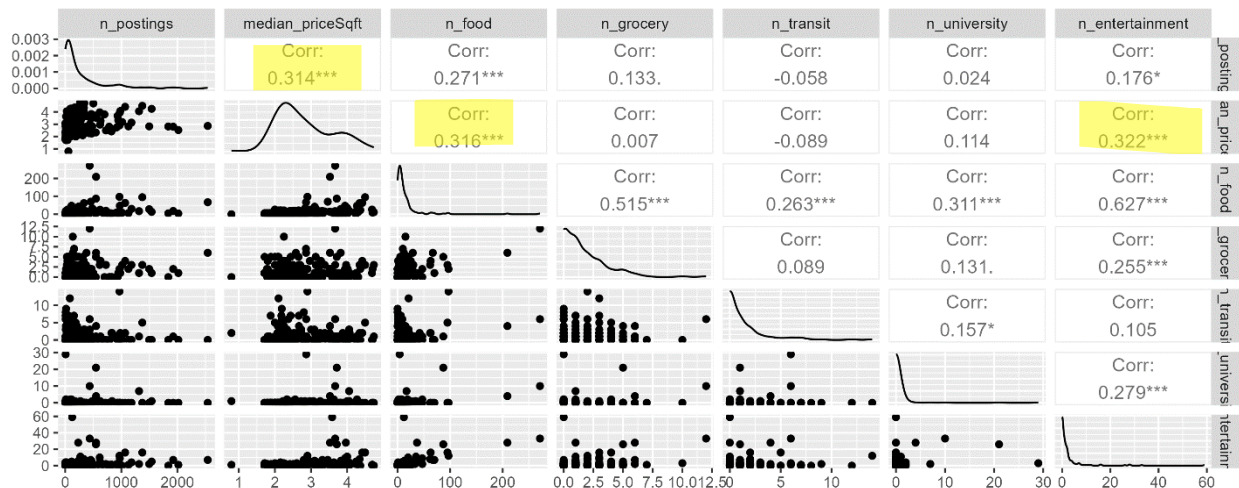 n_postings median_priceSqft n_food n_grocery n_transit n_university n_entertainment
0.003 Corr: Corr: Corr: Corr: Corr: Corr:
0.002
0.001 0.314*** 0.271*** 0.133. -0.058 0.024 0.176*
0.000
_posting
4 Corr: Corr: Corr: Corr: Corr:
3
2 0.316*** 0.007 -0.089 0.114 0.322***
1
an_pric
200 Corr: Corr: Corr: Corr:
100 0.515*** 0.263*** 0.311*** 0.627***
0
n_food
12.5 Corr: Corr: Corr:
10.0
7.5
5.0 0.089 0.131. 0.255***
2.5
0.0
_grocer
10 Corr: Corr:
5 0.157* 0.105
0
n_transit
30 Corr:
20
10 0.279***
0
_universi
60
40
20
0
ntertainm
0 1000 2000 1 2 3 4 0 100 200 0.0 2.5 5.0 7.5 10.0 12.5 0 5 10 0 10 20 30 0 20 40 60